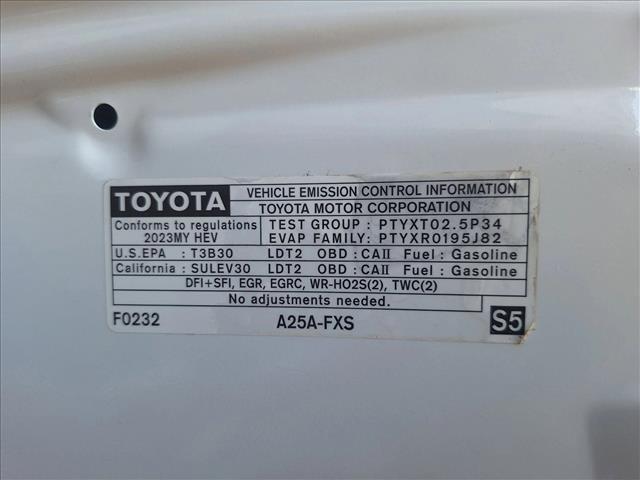 TOYOTA VEHICLE EMISSION CONTROL INFORMATION
TOYOTA MOTOR CORPORATION
Conforms to regulations TEST GROUP : PTYXT02.5P34
2023MY HEV EVAP FAMILY: PTYXR0195J82
U.S.EPA : T3B30 LDT2 OBD : CAII Fuel : Gasoline
California : SULEV30 LDT2 OBD : CAII Fuel : Gasoline
DFI+SFI, EGR, EGRC, WR-HO2S(2), TWC(2)
No adjustments needed.
F0232 A25A-FXS S5